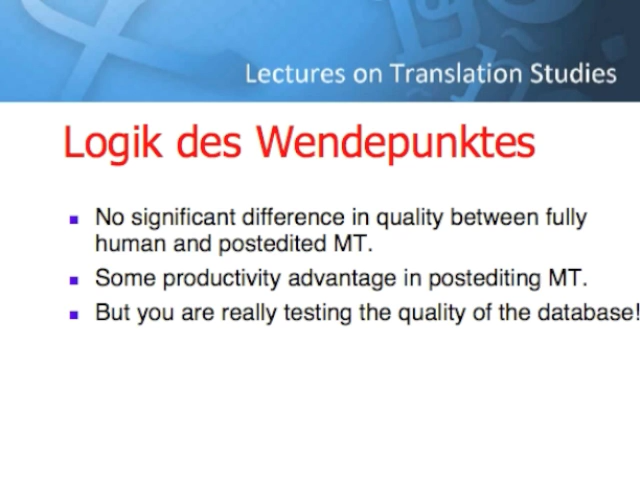 Lectures on Translation Studies
Logik des Wendepunktes
No significant difference in quality between fully
human and postedited MT.
Some productivity advantage in postediting MT.
But you are really testing the quality of the database!